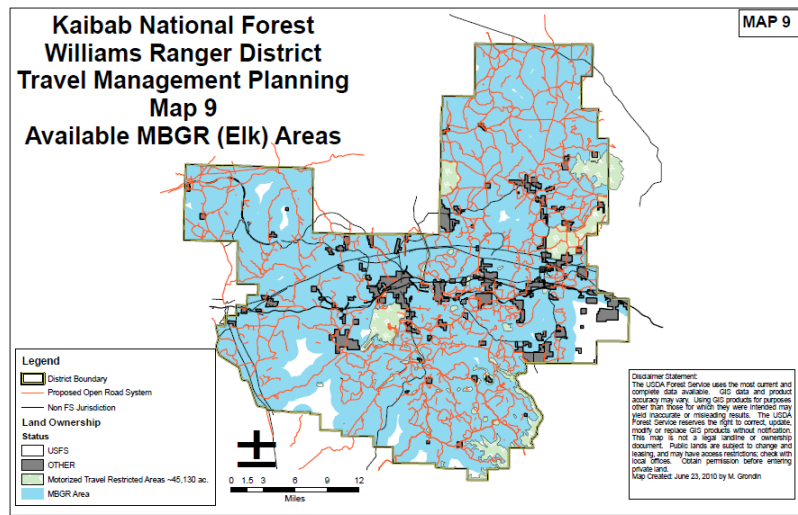 Kaibab National Forest
Williams Ranger District
Travel Management Planning
Map 9
Available MBGR (Elk) Areas
MAP 9
Legend
District Boundary
Proposed Open Road System
Non FS Jurisdiction
Land Ownership
Status
USFS
OTHER
Motorized Travel Restricted Areas ~45,130 ac.
MBGR Area
0 1.5 3 6 9 12
Miles
Disclaimer Statement:
The USDA Forest Service uses the most current and
complete data available. GIS data and product
accuracy may vary. Using GIS products for purposes
other than those for which they were intended may
yield inaccurate or misleading results. The USDA
Forest Service reserves the right to correct, update,
modify or replace GIS products without notification.
This map is not a legal landline or ownership
document. Public lands are subject to change and
leasing, and may have access restrictions; check with
local offices. Obtain permission before entering
private land.
Map Created: June 23, 2010 by M. Grondin